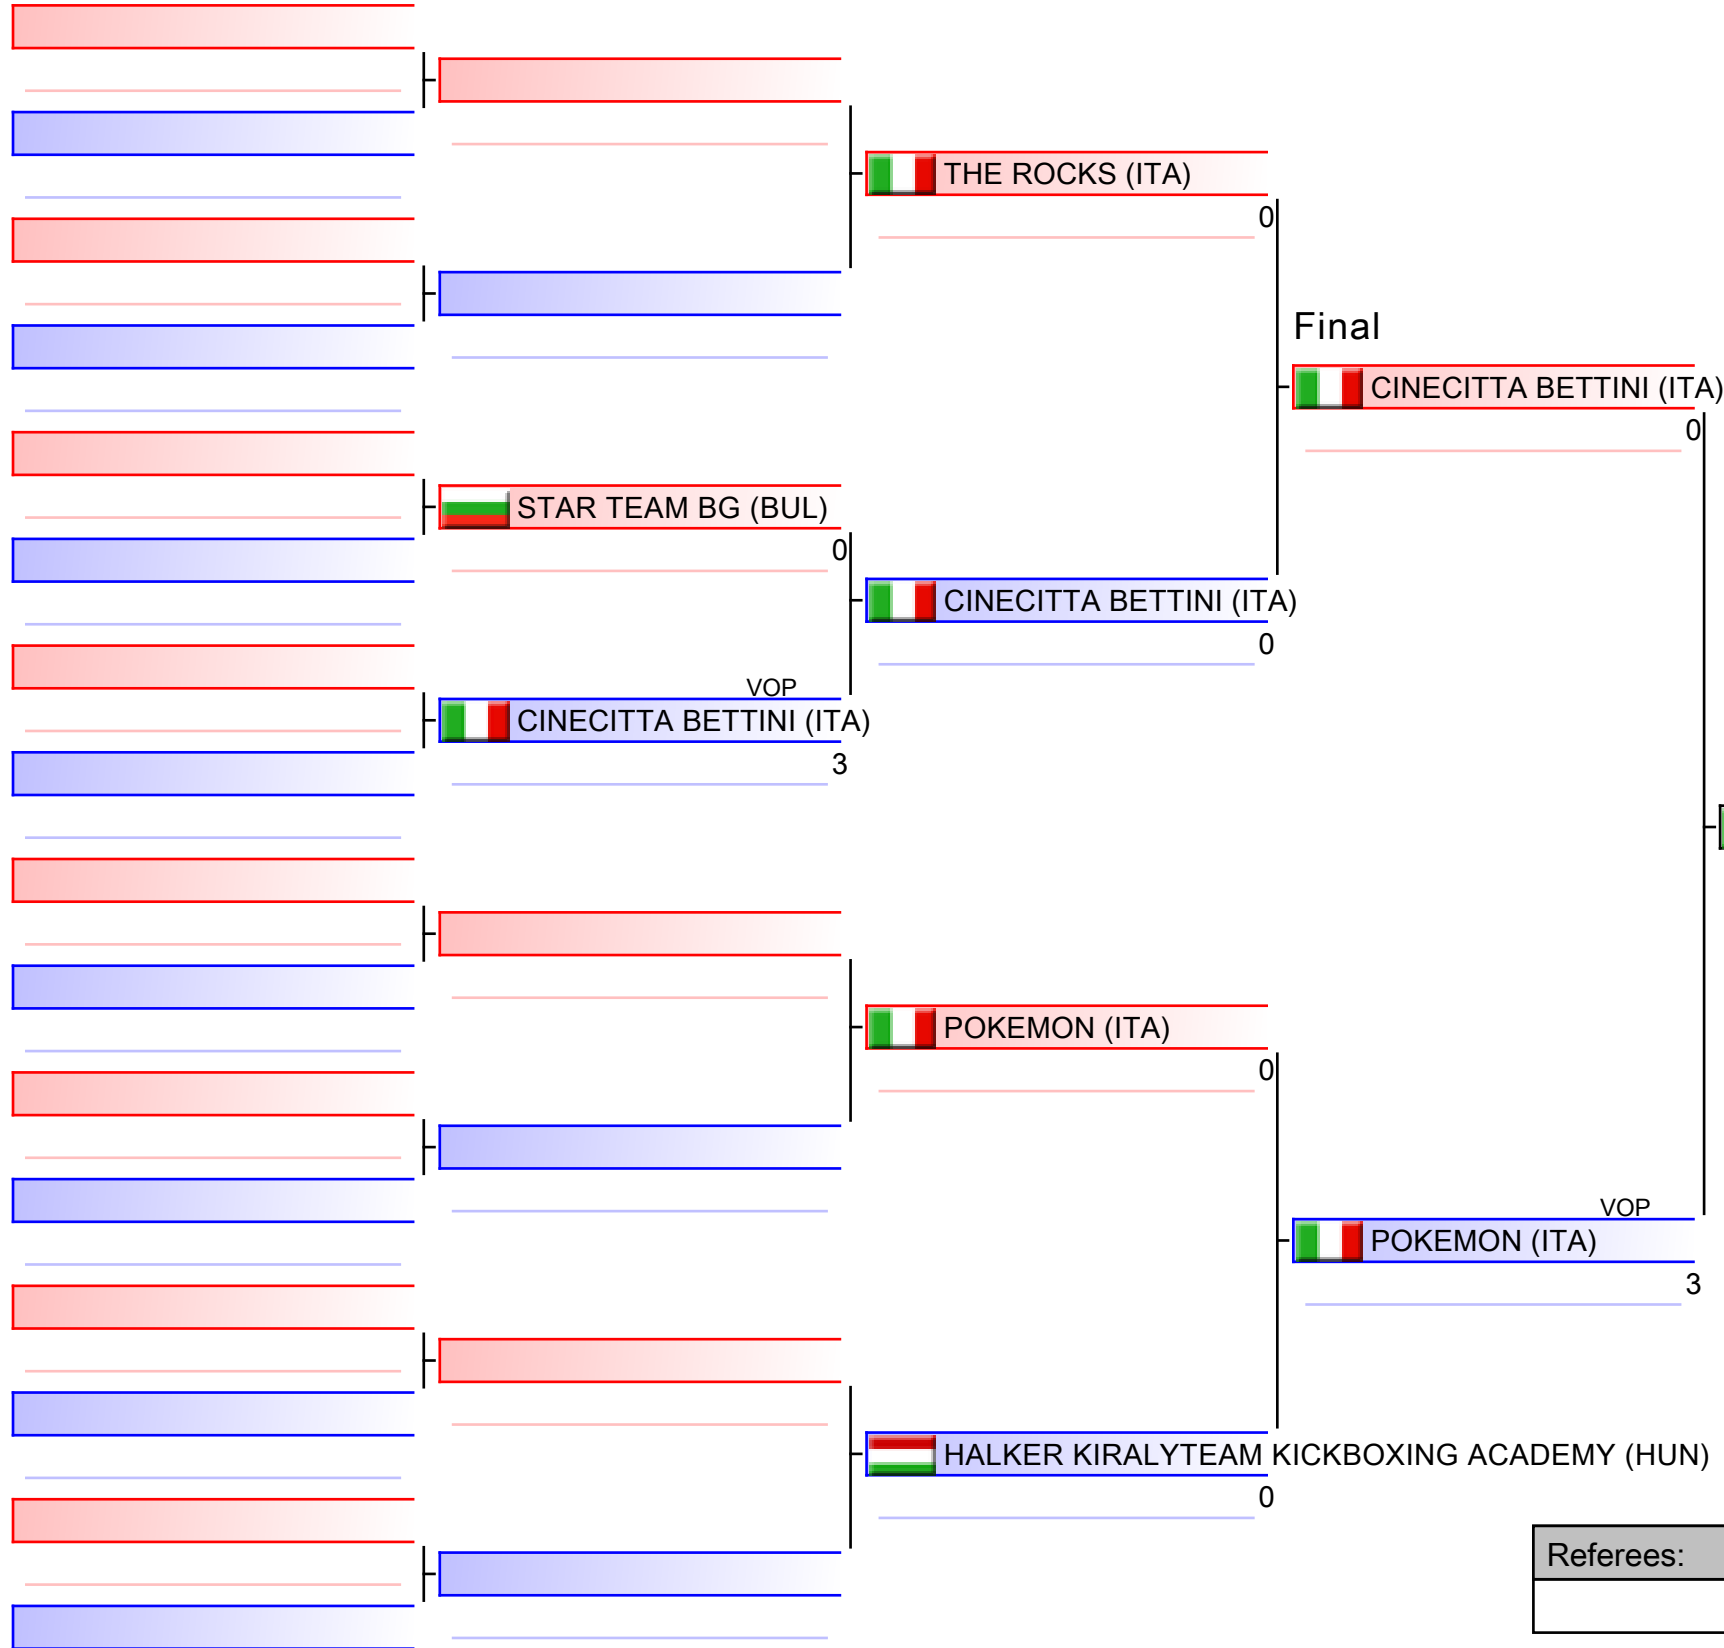 THE ROCKS (ITA)
0
Final
CINECITTA BETTINI (ITA)
0
STAR TEAM BG (BUL)
0
CINECITTA BETTINI (ITA)
0
VOP
CINECITTA BETTINI (ITA)
3
POKEMON (ITA)
0
VOP
POKEMON (ITA)
3
HALKER KIRALYTEAM KICKBOXING ACADEMY (HUN)
0
Referees: